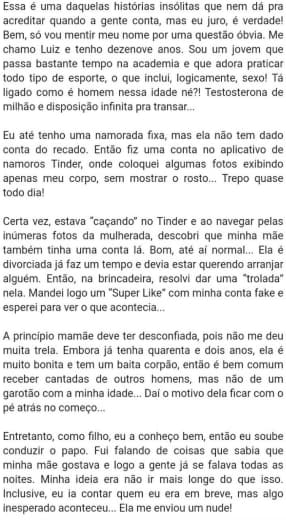 Essa é uma daquelas histórias insólitas que nem dá pra
acreditar quando a gente conta, mas eu juro, é verdade!
Bem, só vou mentir meu nome por uma questão óbvia. Me
chamo Luiz e tenho dezenove anos. Sou um jovem que
passa bastante tempo na academia e que adora praticar
todo tipo de esporte, o que inclui, logicamente, sexo! Tá
ligado como é homem nessa idade né?! Testosterona de
milhão e disposição infinita pra transar...
Eu até tenho uma namorada fixa, mas ela não tem dado
conta do recado. Então fiz uma conta no aplicativo de
namoros Tinder, onde coloquei algumas fotos exibindo
apenas meu corpo, sem mostrar o rosto... Trepo quase
todo dia!
Certa vez, estava "caçando" no Tinder e ao navegar pelas
inúmeras fotos da mulherada, descobri que minha mãe
também tinha uma conta lá. Bom, até aí normal... Ela é
divorciada já faz um tempo e devia estar querendo arranjar
alguém. Então, na brincadeira, resolvi dar uma "trolada"
nela. Mandei logo um "Super Like" com minha conta fake e
esperei para ver o que acontecia...
A princípio mamãe deve ter desconfiada, pois não me deu
muita trela. Embora já tenha quarenta e dois anos, ela é
muito bonita e tem um baita corpão, então é bem comum
receber cantadas de outros homens, mas não de um
garotão com a minha idade... Daí o motivo dela ficar com o
pé atrás no começo...
Entretanto, como filho, eu a conheço bem, então eu soube
conduzir o papo. Fui falando de coisas que sabia que
minha mãe gostava e logo a gente já se falava todas as
noites. Minha ideia era não ir mais longe do que isso.
Inclusive, eu ia contar quem eu era em breve, mas algo
inesperado aconteceu... Ela me enviou um nude!